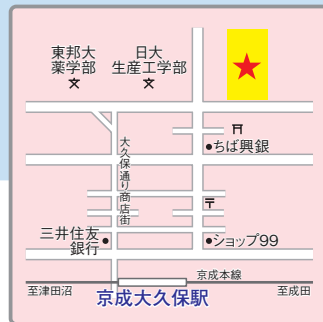 東邦大
薬学部
日大
生産工学部
ちば興銀
大久保通り商店街
三井住友
銀行
ショップ99
京成本線
至津田沼
京成大久保駅
至成田